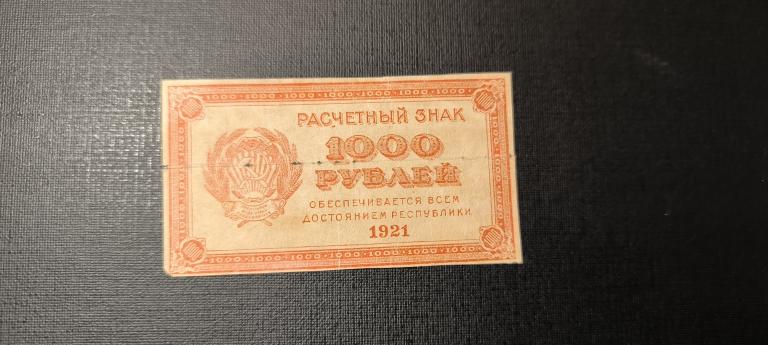 РАСЧЕТНЫЙ ЗНАК
1000
РУБЛЕЙ
ОБЕСПЕЧИВАЕТСЯ ВСЕМ
ДОСТОЯНИЕМ РЕСПУБЛИКИ
1921